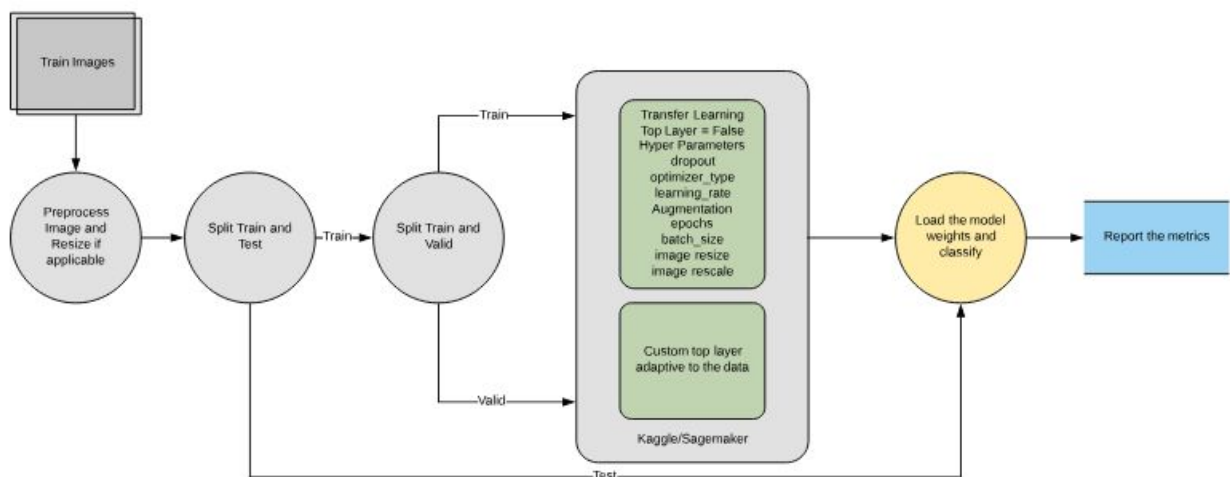 Train Images
Preprocess
Image and
Resize if
applicable
Split Train and
Test
Train
Split Train and
Valid
Train
Valid
Transfer Learning
Top Layer = False
Hyper Parameters
dropout
optimizer_type
learning_rate
Augmentation
epochs
batch_size
image resize
image rescale
Custom top layer
adaptive to the data
Kaggle/Sagemaker
Load the model
weights and
classify
Report the metrics
Test